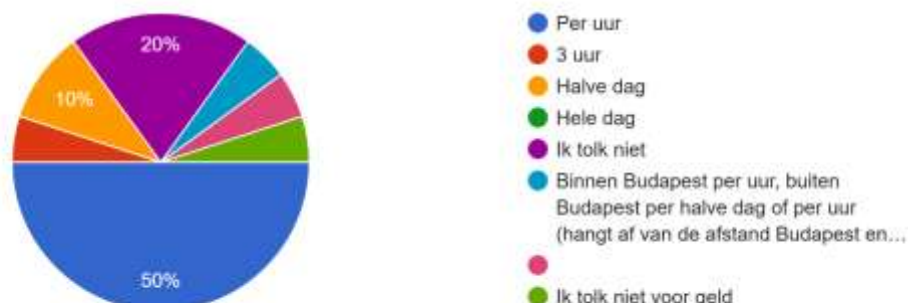 20%
10%
50%
Per uur
3 uur
Halve dag
Hele dag
Ik tolk niet
Binnen Budapest per uur, buiten
Budapest per halve dag of per uur
(hangt af van de afstand Budapest en…
Ik tolk niet voor geld